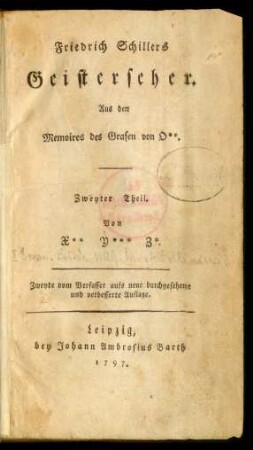 Friedrich Schillers
Geisterseher.
Aus den
Memoires des Grafen von O**.
Zweyter Theil.
Von
X** Y*** Z*.
Zweyte vom Verfasser aufs neue durchgesehene
und verbesserte Auflage.
Leipzig,
bey Johann Ambrosius Barth
1797.